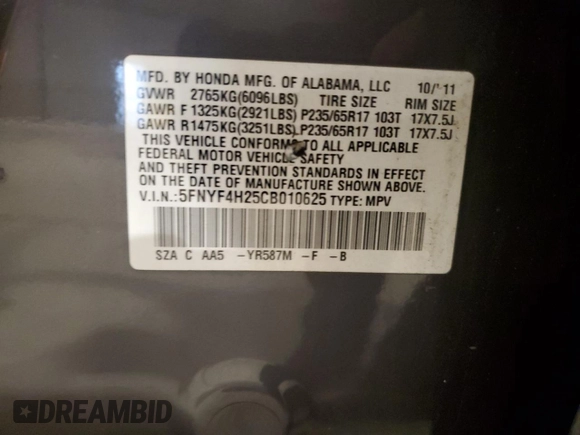 MFD. BY HONDA MFG. OF ALABAMA, LLC 10/'11
GVWR 2765KG(6096LBS) TIRE SIZE RIM SIZE
GAWR F 1325KG(2921LBS) P235/65R17 103T 17X7.5J
GAWR R 1475KG(3251LBS) P235/65R17 103T 17X7.5J
THIS VEHICLE CONFORMS TO ALL APPLICABLE
FEDERAL MOTOR VEHICLE SAFETY
AND THEFT PREVENTION STANDARDS IN EFFECT
ON THE DATE OF MANUFACTURE SHOWN ABOVE.
V.I.N.:5FNYF4H25CB010625 TYPE: MPV
SZA C AA5 -YR587M -F -B
DREAMBID